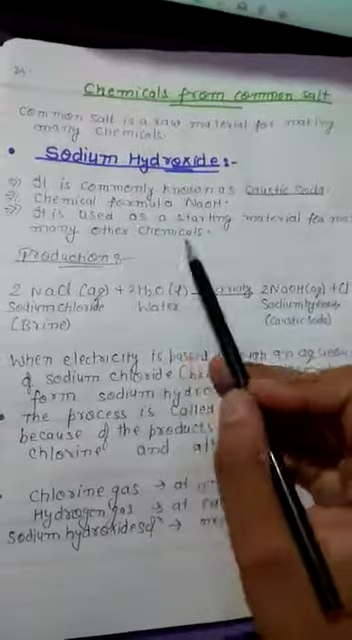 24.
Chemicals from common salt
Common Salt is a raw material for making
many chemicals.
• Sodium Hydroxide:-
It is commonly known as Caustic Soda.
Chemical formula NaOH.
It is used as a starting material for
many other chemicals.
Production:-
2 NaCl (aq) + 2H2O (l) 2NaOH(aq) + Cl
Sodium chloride Water Sodium hydroxide
(Brine) (Caustic Soda)
When electricity is passed through an
of sodium chloride
form sodium
• The process is called
because of the products
chlorine and
• Chlorine gas → at
Hydrogen gas → at
Sodium hydroxide →